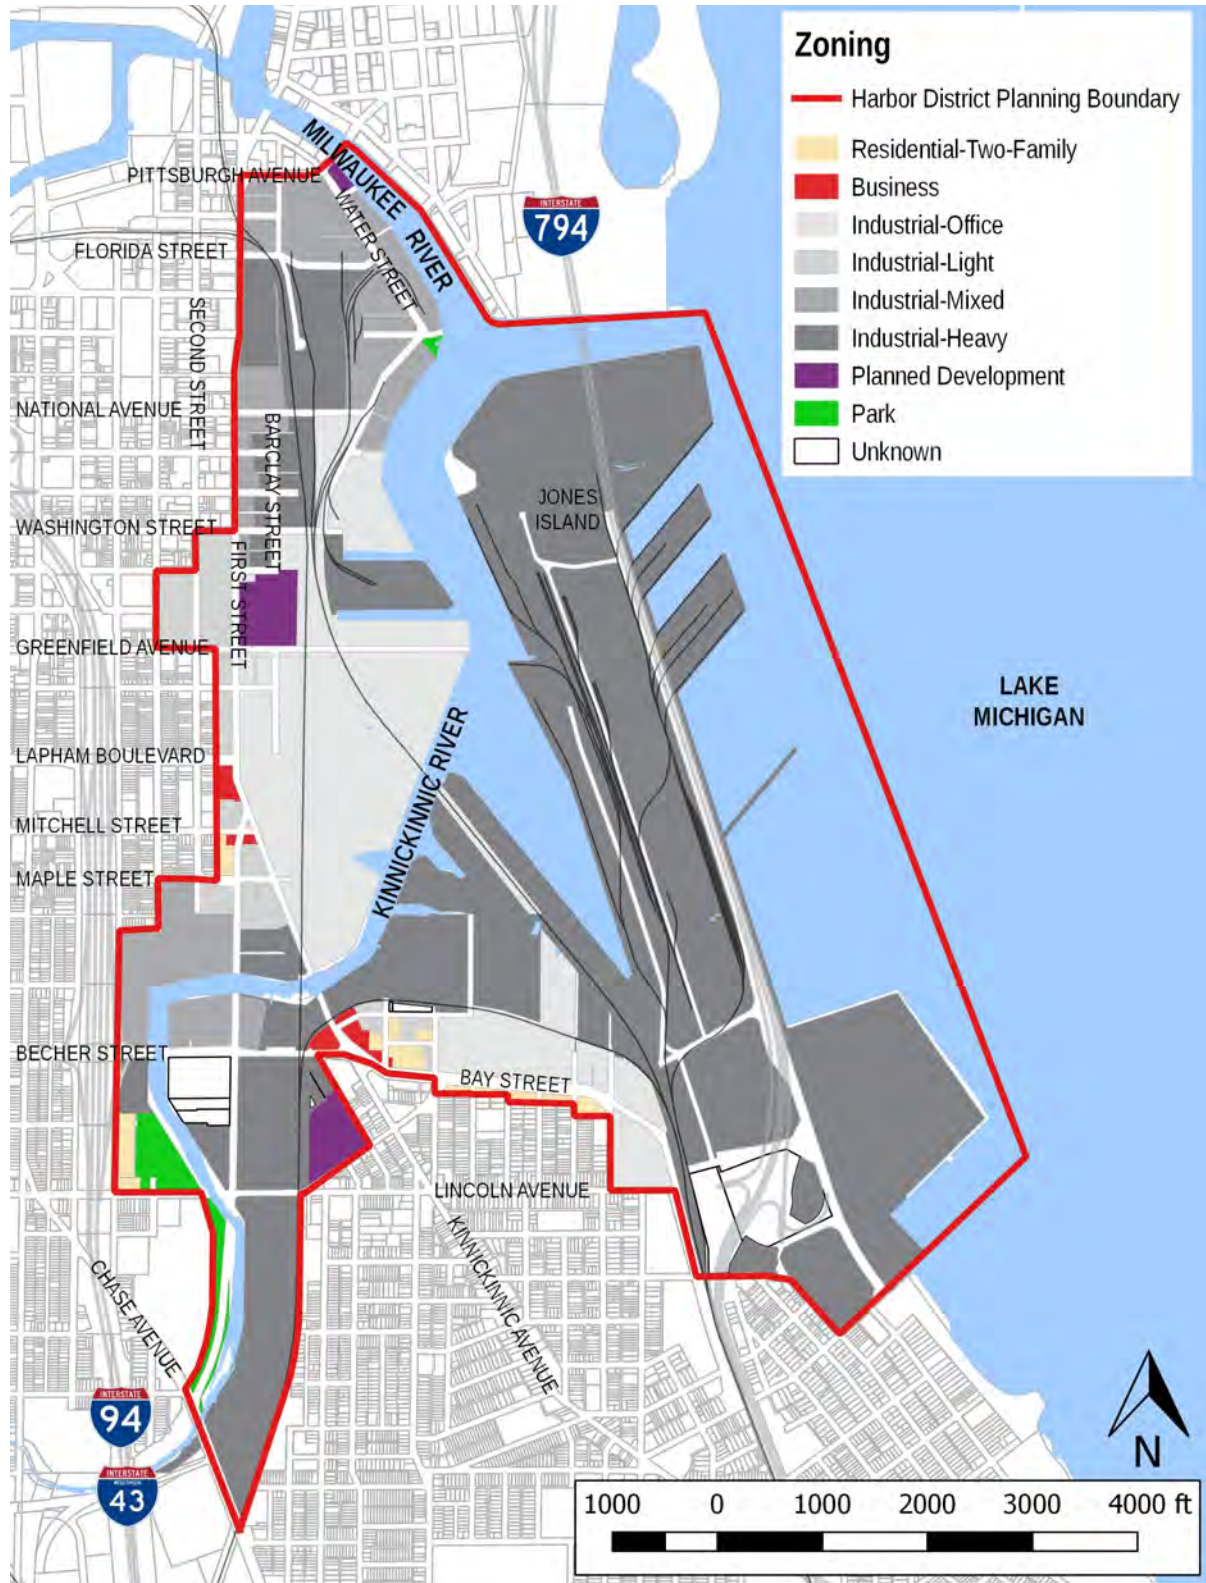 Zoning
Harbor District Planning Boundary
Residential-Two-Family
Business
Industrial-Office
Industrial-Light
Industrial-Mixed
Industrial-Heavy
Planned Development
Park
Unknown
MILWAUKEE RIVER
PITTSBURGH AVENUE
WATER STREET
INTERSTATE
794
FLORIDA STREET
SECOND STREET
NATIONAL AVENUE
BARCLAY STREET
JONES
ISLAND
WASHINGTON STREET
FIRST STREET
GREENFIELD AVENUE
LAKE
MICHIGAN
KINNICKINNIC RIVER
LAPHAM BOULEVARD
MITCHELL STREET
MAPLE STREET
BECHER STREET
BAY STREET
LINCOLN AVENUE
KINNICKINNIC AVENUE
CHASE AVENUE
INTERSTATE
94
INTERSTATE
WISCONSIN
43
N
1000 0 1000 2000 3000 4000 ft